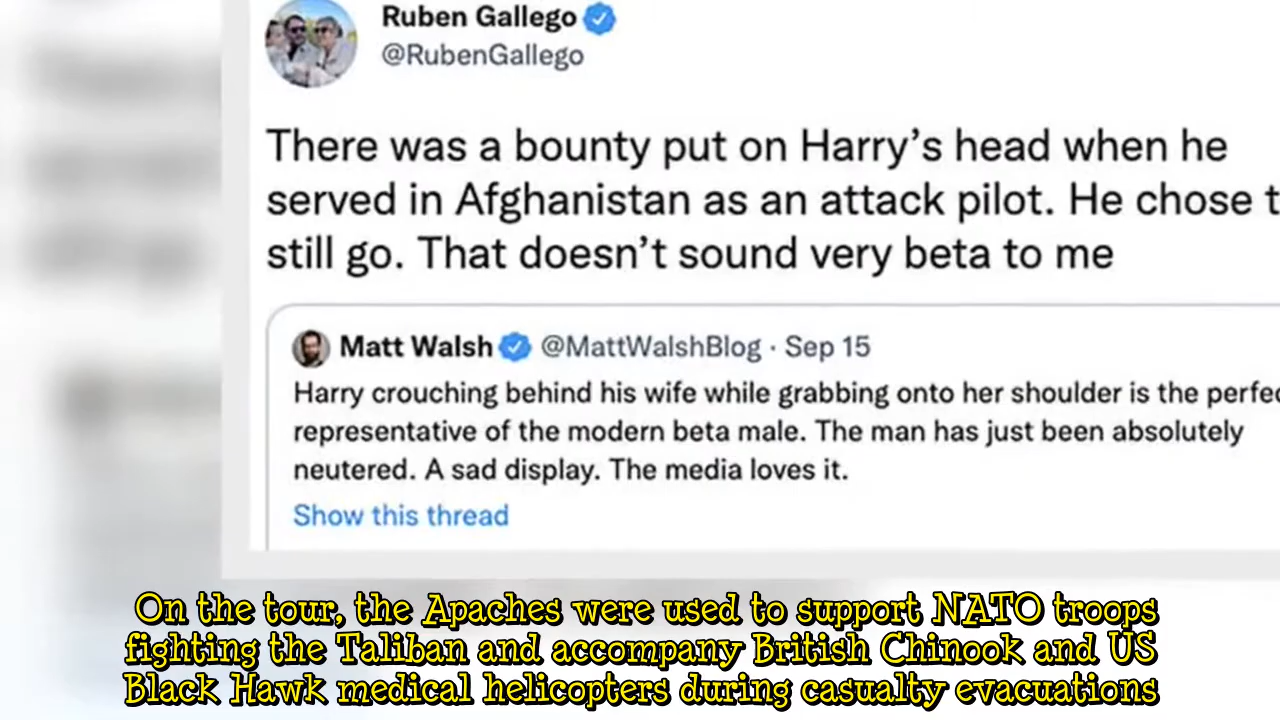 Ruben Gallego
@RubenGallego
There was a bounty put on Harry's head when he
served in Afghanistan as an attack pilot. He chose
still go. That doesn't sound very beta to me
Matt Walsh @MattWalshBlog · Sep 15
Harry crouching behind his wife while grabbing onto her shoulder is the
representative of the modern beta male. The man has just been absolutely
neutered. A sad display. The media loves it.
Show this thread
On the tour, the Apaches were used to support NATO troops
fighting the Taliban and accompany British Chinook and US
Black Hawk medical helicopters during casualty evacuations